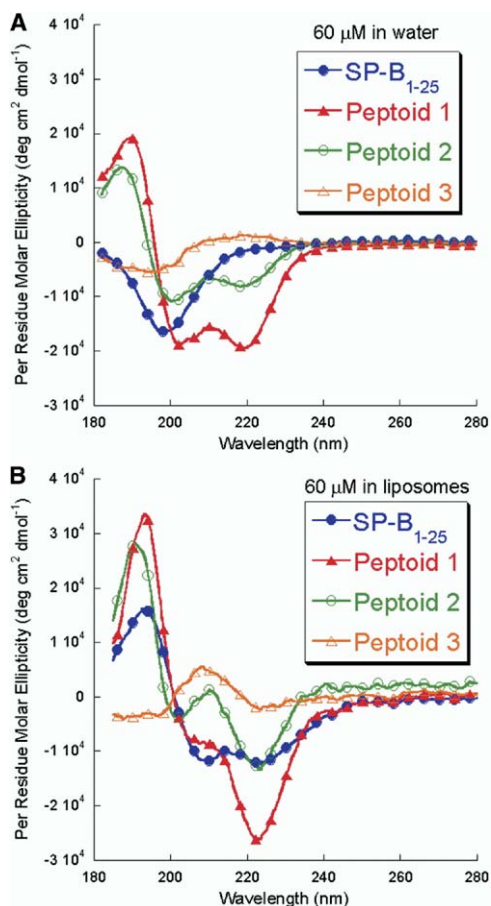 A
60 μM in water
SP-B1-25
Peptoid 1
Peptoid 2
Peptoid 3
Per Residue Molar Ellipticity (deg cm2 dmol-1)
4 10^4
3 10^4
2 10^4
1 10^4
0
-1 10^4
-2 10^4
-3 10^4
180 200 220 240 260 280
Wavelength (nm)
B
60 μM in liposomes
SP-B1-25
Peptoid 1
Peptoid 2
Peptoid 3
Per Residue Molar Ellipticity (deg cm2 dmol-1)
4 10^4
3 10^4
2 10^4
1 10^4
0
-1 10^4
-2 10^4
-3 10^4
180 200 220 240 260 280
Wavelength (nm)